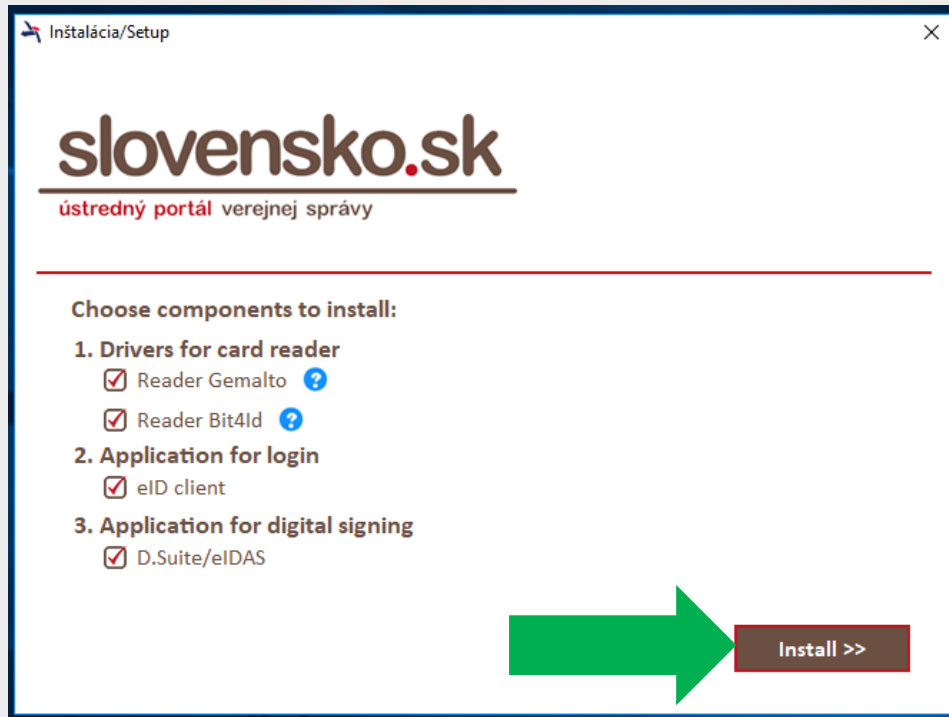 Inštalácia/Setup
slovensko.sk
ústredný portál verejnej správy
Choose components to install:
1. Drivers for card reader
Reader Gemalto ?
Reader Bit4Id ?
2. Application for login
eID client
3. Application for digital signing
D.Suite/eIDAS
Install >>